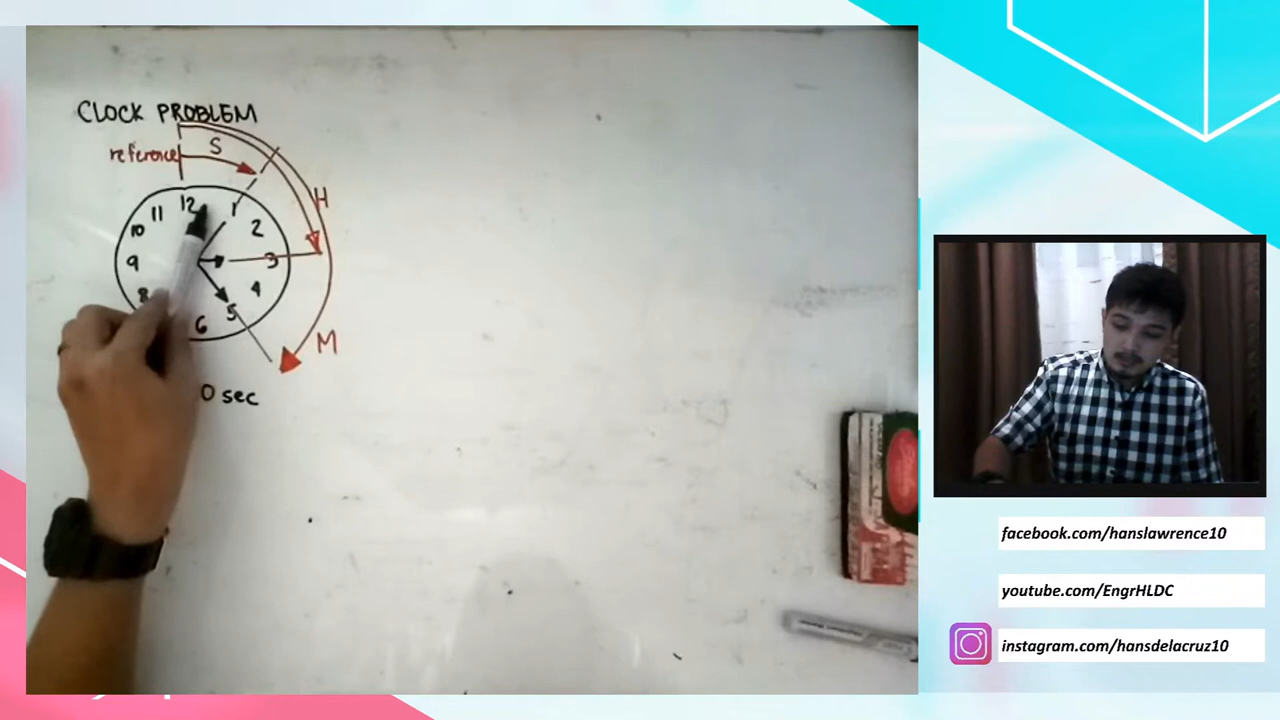 CLOCK PROBLEM
reference
S
H
12
1
11
2
10
3
9
4
8
5
6
M
0 sec
facebook.com/hanslawrence10
youtube.com/EngrHLDC
instagram.com/hansdelacruz10